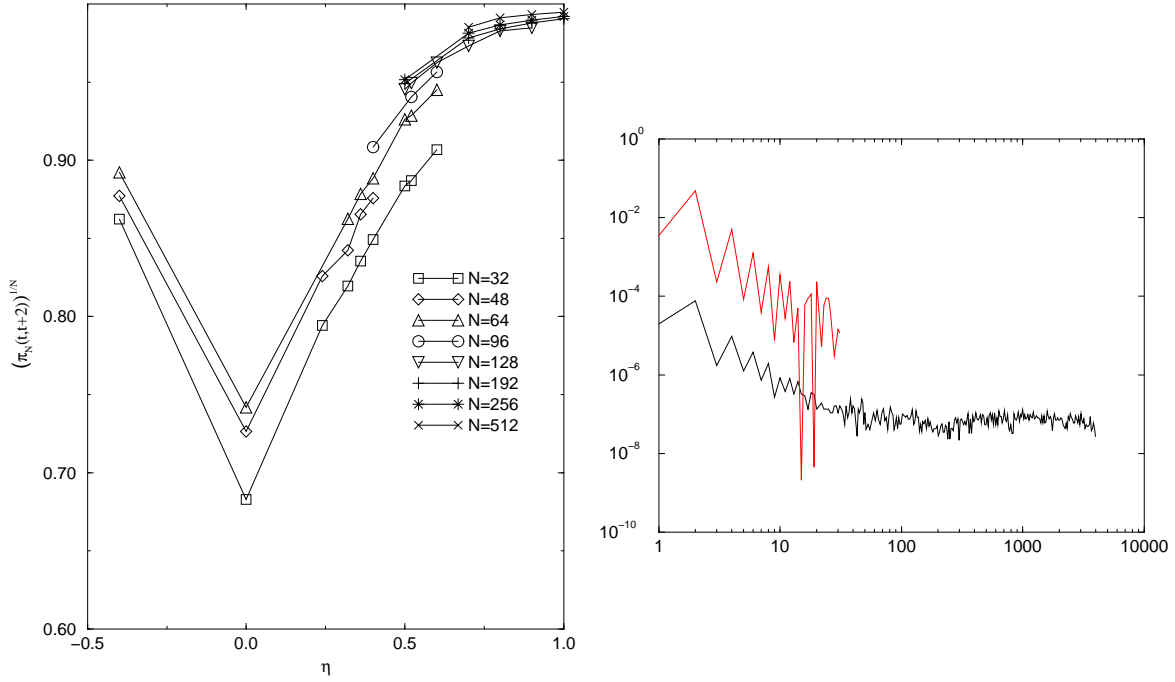 (π_N(t,t+2))^{1/N}
0.90
0.80
0.70
0.60
−0.5
0.0
0.5
1.0
η
N=32
N=48
N=64
N=96
N=128
N=192
N=256
N=512
10^0
10^{-2}
10^{-4}
10^{-6}
10^{-8}
10^{-10}
1
10
100
1000
10000